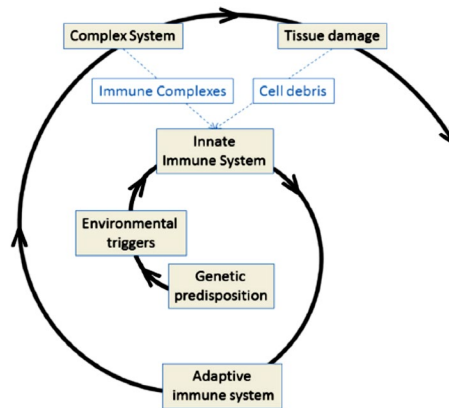 Complex System
Tissue damage
Immune Complexes
Cell debris
Innate
Immune System
Environmental
triggers
Genetic
predisposition
Adaptive
immune system